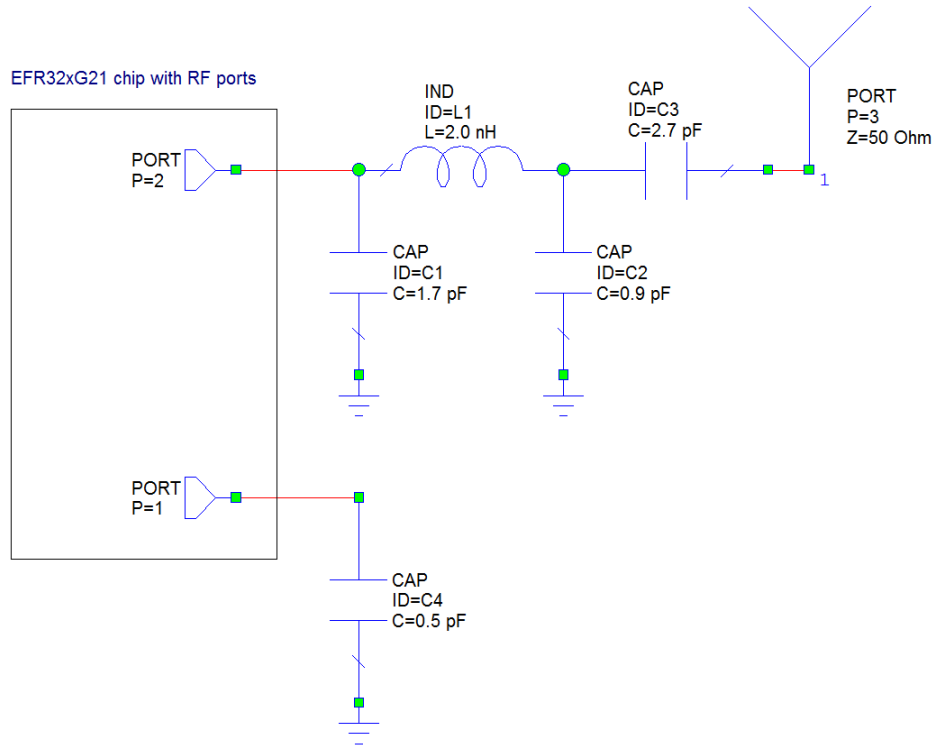 EFR32xG21 chip with RF ports
PORT
P=2
IND
ID=L1
L=2.0 nH
CAP
ID=C3
C=2.7 pF
PORT
P=3
Z=50 Ohm
1
CAP
ID=C1
C=1.7 pF
CAP
ID=C2
C=0.9 pF
PORT
P=1
CAP
ID=C4
C=0.5 pF